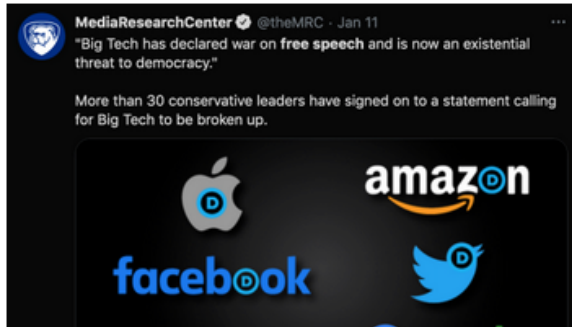 MediaResearchCenter @theMRC · Jan 11
"Big Tech has declared war on free speech and is now an existential
threat to democracy."
More than 30 conservative leaders have signed on to a statement calling
for Big Tech to be broken up.
D
amazon
facebook
D